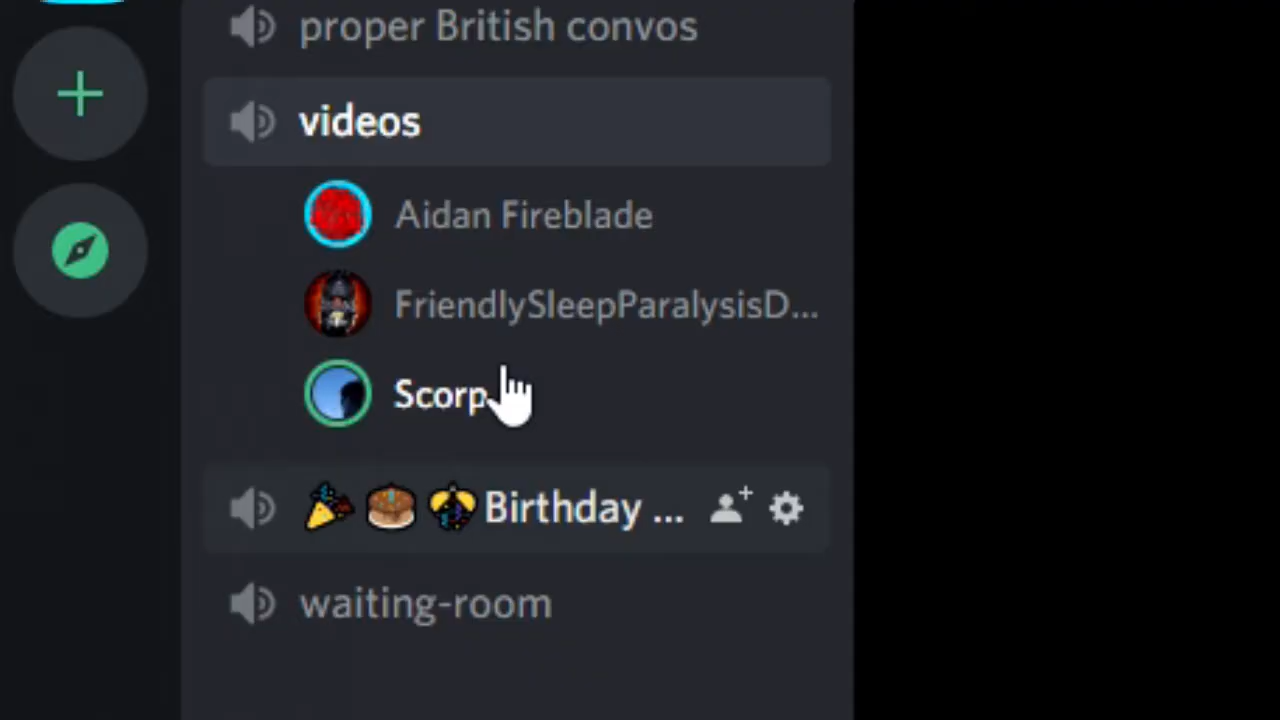 proper British convos
videos
Aidan Fireblade
FriendlySleepParalysisD...
Scorp
🎉 🎂 🎊 Birthday ...
waiting-room